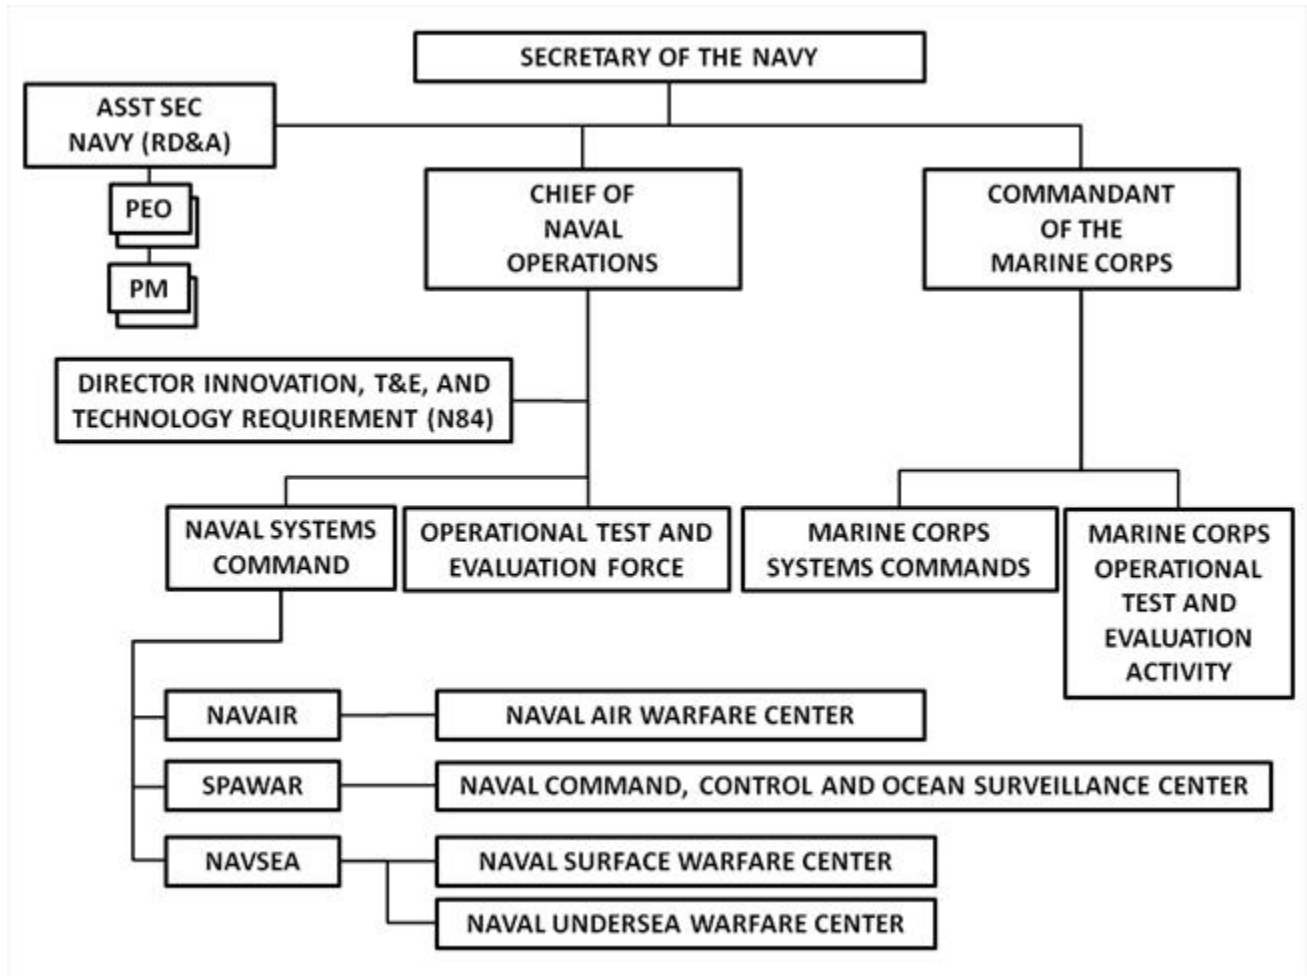 SECRETARY OF THE NAVY
ASST SEC
NAVY (RD&A)
PEO
PM
CHIEF OF
NAVAL
OPERATIONS
COMMANDANT
OF THE
MARINE CORPS
DIRECTOR INNOVATION, T&E, AND
TECHNOLOGY REQUIREMENT (N84)
NAVAL SYSTEMS
COMMAND
OPERATIONAL TEST AND
EVALUATION FORCE
MARINE CORPS
SYSTEMS COMMANDS
MARINE CORPS
OPERATIONAL
TEST AND
EVALUATION
ACTIVITY
NAVAIR
NAVAL AIR WARFARE CENTER
SPAWAR
NAVAL COMMAND, CONTROL AND OCEAN SURVEILLANCE CENTER
NAVSEA
NAVAL SURFACE WARFARE CENTER
NAVAL UNDERSEA WARFARE CENTER